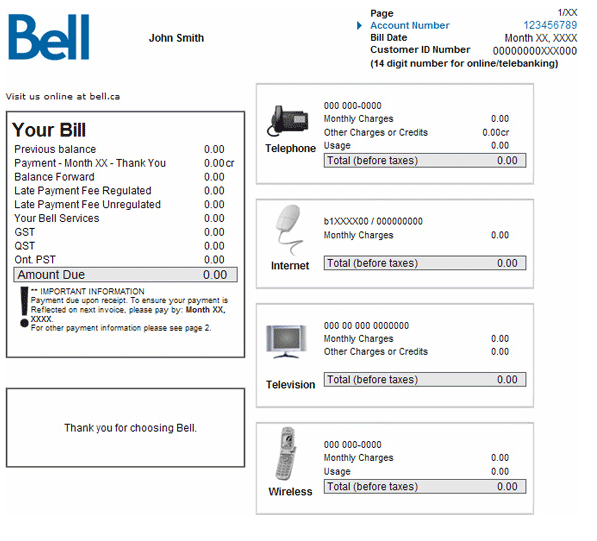 Bell
John Smith
Page 1/XX
Account Number 123456789
Bill Date Month XX, XXXX
Customer ID Number 00000000XXX000
(14 digit number for online/telebanking)
Visit us online at bell.ca
Your Bill
Previous balance 0.00
Payment - Month XX - Thank You 0.00cr
Balance Forward 0.00
Late Payment Fee Regulated 0.00
Late Payment Fee Unregulated 0.00
Your Bell Services 0.00
GST 0.00
QST 0.00
Ont. PST 0.00
Amount Due 0.00
** IMPORTANT INFORMATION
Payment due upon receipt. To ensure your payment is
Reflected on next invoice, please pay by: Month XX,
XXXX.
For other payment information please see page 2.
Thank you for choosing Bell.
Telephone
000 000-0000
Monthly Charges 0.00
Other Charges or Credits 0.00cr
Usage 0.00
Total (before taxes) 0.00
Internet
b1XXXX00 / 000000000
Monthly Charges 0.00
Total (before taxes) 0.00
Television
000 00 000 0000000
Monthly Charges 0.00
Other Charges or Credits 0.00
Total (before taxes) 0.00
Wireless
000 000-0000
Monthly Charges 0.00
Usage 0.00
Total (before taxes) 0.00